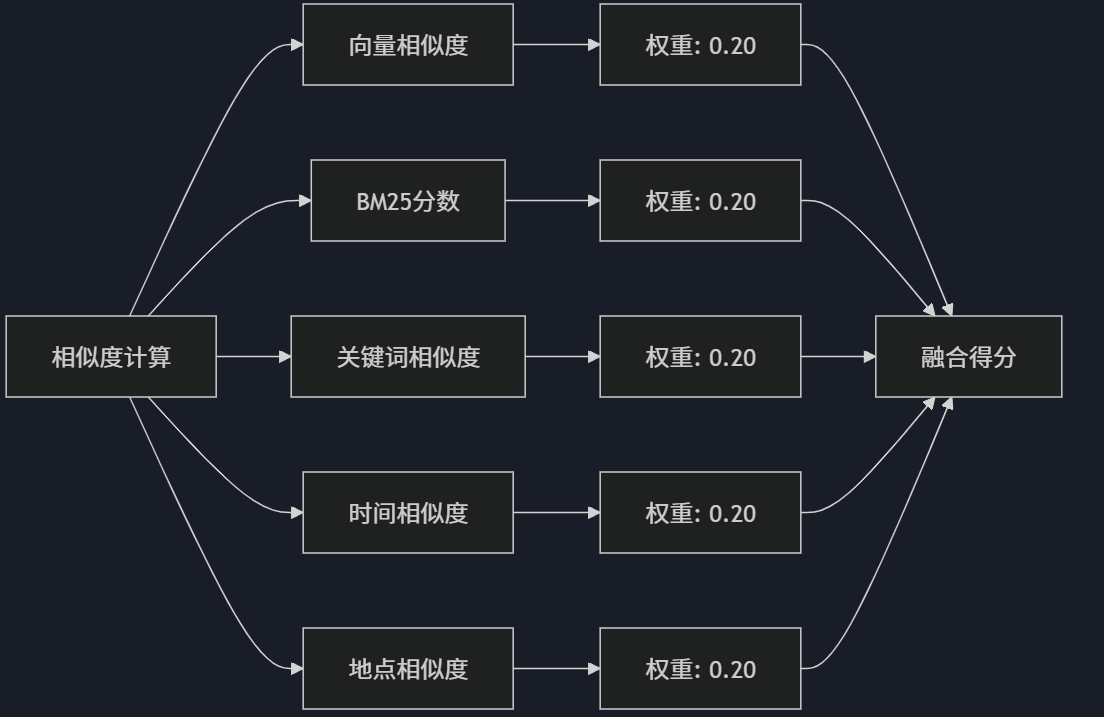 向量相似度
权重: 0.20
BM25分数
权重: 0.20
相似度计算
关键词相似度
权重: 0.20
融合得分
时间相似度
权重: 0.20
地点相似度
权重: 0.20